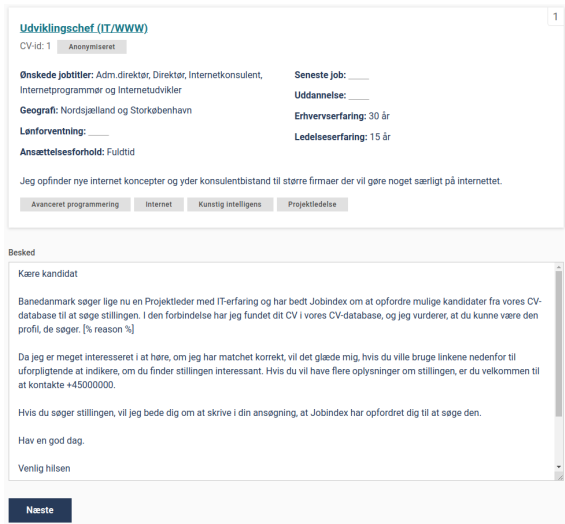 1
Udviklingschef (IT/WWW)
CV-id: 1 Anonymiseret
Ønskede jobtitler: Adm.direktør, Direktør, Internetkonsulent,
Internetprogrammør og Internetudvikler
Geografi: Nordsjælland og Storkøbenhavn
Lønforventning: ____
Ansættelsesforhold: Fuldtid
Seneste job: ____
Uddannelse: ____
Erhvervserfaring: 30 år
Ledelseserfaring: 15 år
Jeg opfinder nye internet koncepter og yder konsulentbistand til større firmaer der vil gøre noget særligt på internettet.
Avanceret programmering Internet Kunstig intelligens Projektledelse
Besked
Kære kandidat
Banedanmark søger lige nu en Projektleder med IT-erfaring og har bedt Jobindex om at opfordre mulige kandidater fra vores CV-
database til at søge stillingen. I den forbindelse har jeg fundet dit CV i vores CV-database, og jeg vurderer, at du kunne være den
profil, de søger. [% reason %]
Da jeg er meget interesseret i at høre, om jeg har matchet korrekt, vil det glæde mig, hvis du ville bruge linkene nedenfor til
uforpligtende at indikere, om du finder stillingen interessant. Hvis du vil have flere oplysninger om stillingen, er du velkommen til
at kontakte +45000000.
Hvis du søger stillingen, vil jeg bede dig om at skrive i din ansøgning, at Jobindex har opfordret dig til at søge den.
Hav en god dag.
Venlig hilsen
Næste